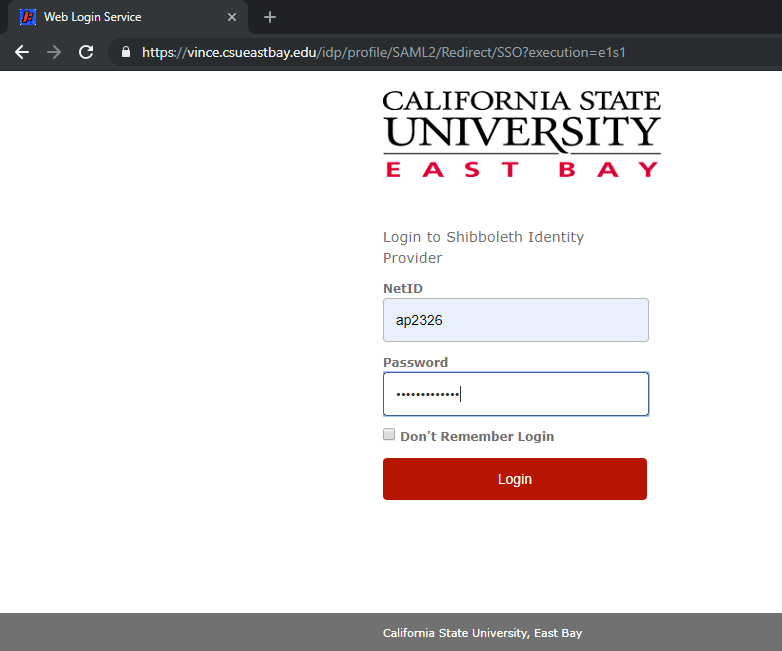 Web Login Service
https://vince.csueastbay.edu/idp/profile/SAML2/Redirect/SSO?execution=e1s1
CALIFORNIA STATE
UNIVERSITY
EAST BAY
Login to Shibboleth Identity
Provider
NetID
ap2326
Password
•••••••••••••
Don't Remember Login
Login
California State University, East Bay